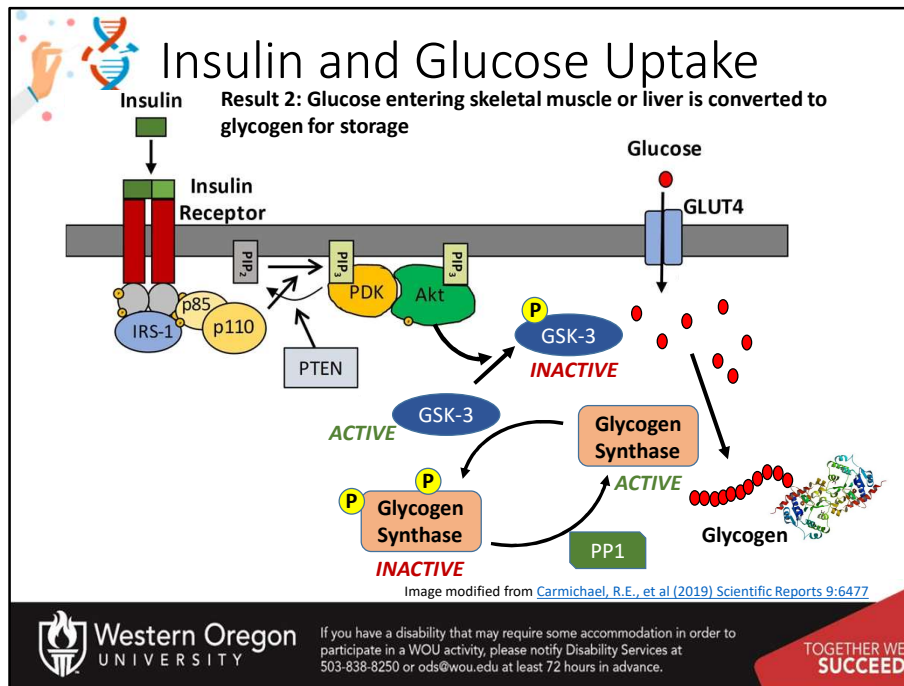 Insulin and Glucose Uptake
Result 2: Glucose entering skeletal muscle or liver is converted to
glycogen for storage
Insulin
Insulin
Receptor
Glucose
GLUT4
PIP2
PIP3
PIP3
PDK
Akt
p85
p110
IRS-1
PTEN
P
GSK-3
INACTIVE
ACTIVE
GSK-3
Glycogen
Synthase
ACTIVE
P
P
Glycogen
Synthase
INACTIVE
PP1
Glycogen
Image modified from Carmichael, R.E., et al (2019) Scientific Reports 9:6477
Western Oregon
UNIVERSITY
If you have a disability that may require some accommodation in order to
participate in a WOU activity, please notify Disability Services at
503-838-8250 or ods@wou.edu at least 72 hours in advance.
TOGETHER WE
SUCCEED